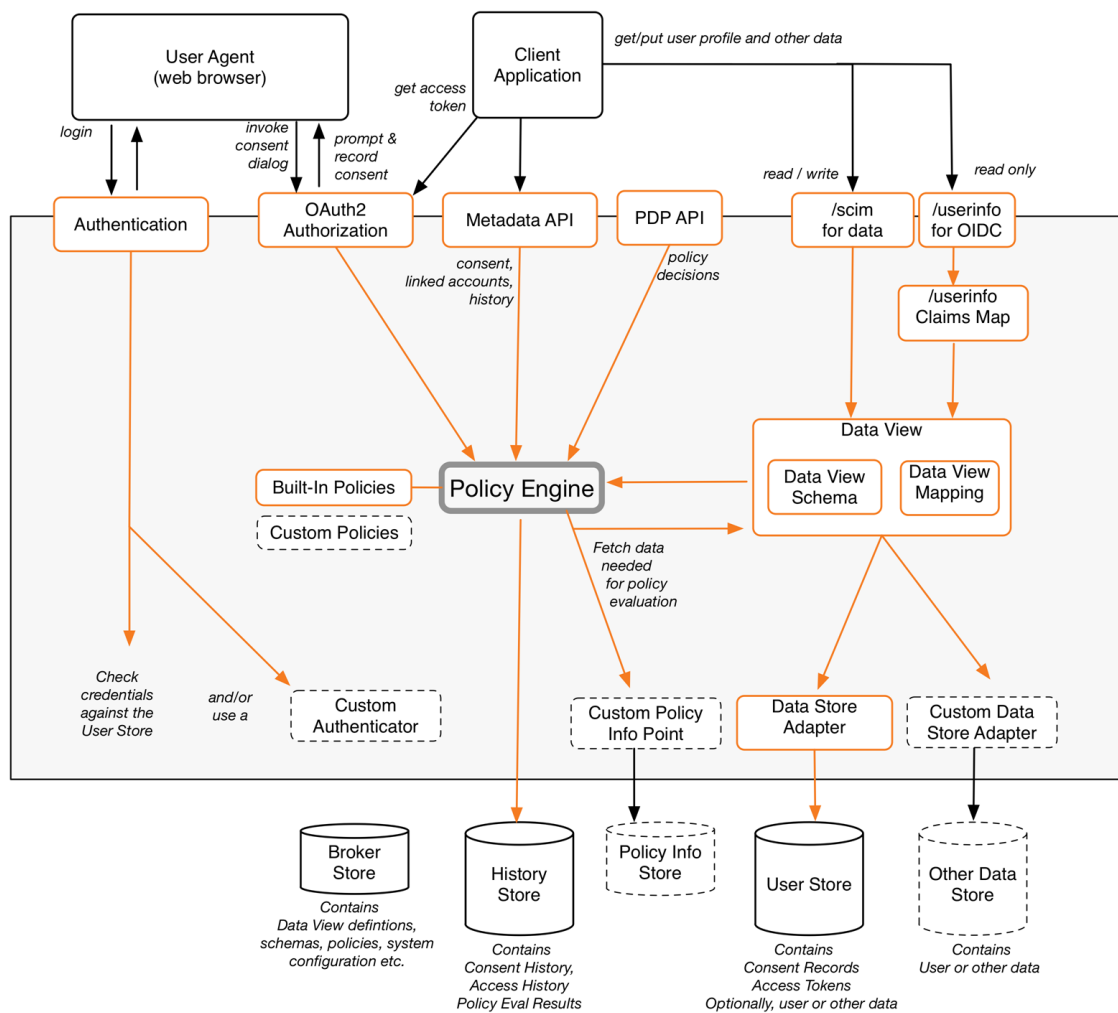 User Agent
(web browser)
Client
Application
get/put user profile and other data
get access
token
login
invoke
consent
dialog
prompt &
record
consent
read / write
read only
Authentication
OAuth2
Authorization
Metadata API
PDP API
/scim
for data
/userinfo
for OIDC
consent,
linked accounts,
history
policy
decisions
/userinfo
Claims Map
Data View
Data View
Schema
Data View
Mapping
Built-In Policies
Policy Engine
Custom Policies
Fetch data
needed
for policy
evaluation
Check
credentials
against the
User Store
and/or
use a
Custom
Authenticator
Custom Policy
Info Point
Data Store
Adapter
Custom Data
Store Adapter
Broker
Store
History
Store
Policy Info
Store
User Store
Other Data
Store
Contains
Data View defintions,
schemas, policies, system
configuration etc.
Contains
Consent History,
Access History
Policy Eval Results
Contains
Consent Records
Access Tokens
Optionally, user or other data
Contains
User or other data